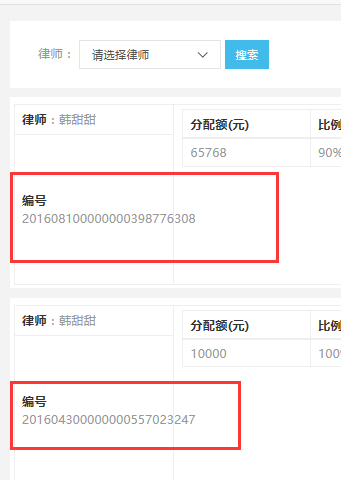 律师： 请选择律师 搜索
律师：韩甜甜
分配额(元) 比例
65768 90%
编号
201608100000000398776308
律师：韩甜甜
分配额(元) 比例
10000 100
编号
201604300000000557023247